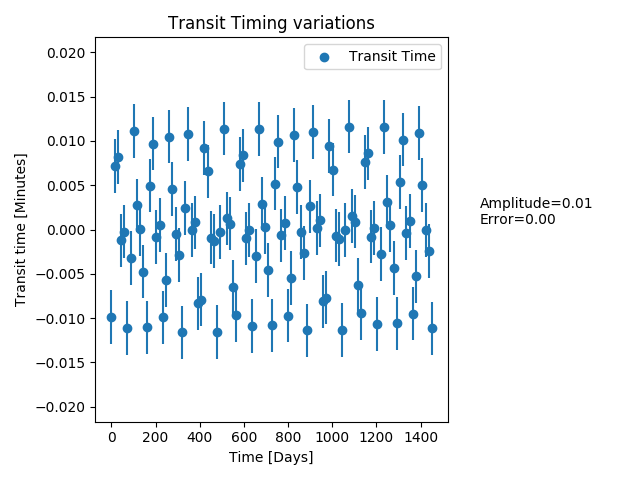 Transit Timing variations
Transit Time
0.020
0.015
0.010
0.005
0.000
−0.005
−0.010
−0.015
−0.020
Transit time [Minutes]
0 200 400 600 800 1000 1200 1400
Time [Days]
Amplitude=0.01
Error=0.00